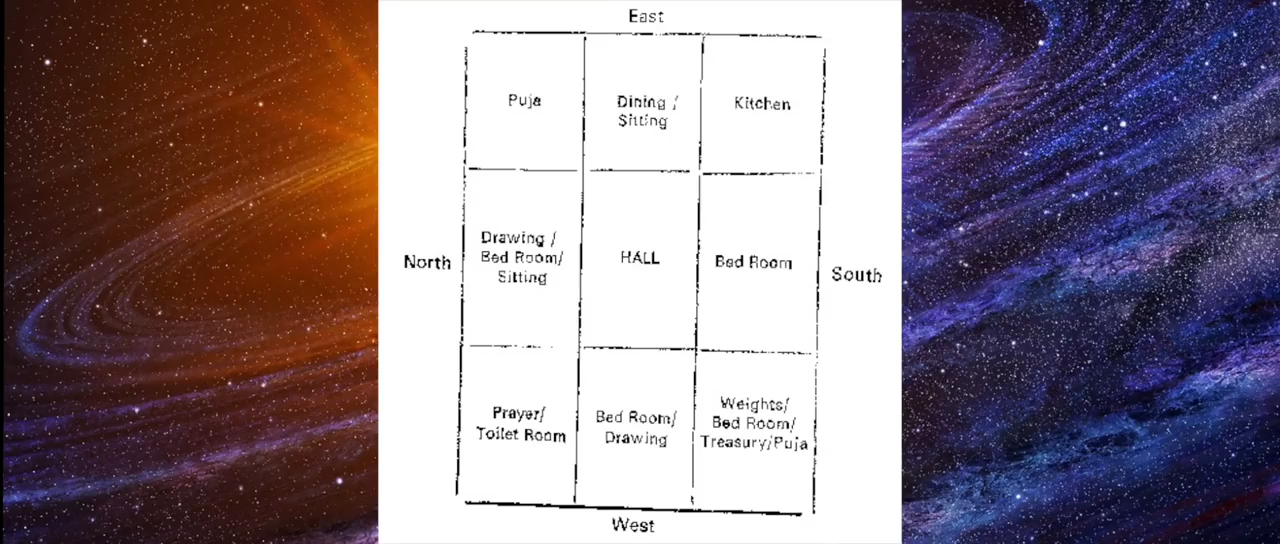 East
Puja
Dining /
Sitting
Kitchen
North
Drawing /
Bed Room/
Sitting
HALL
Bed Room
South
Prayer/
Toilet Room
Bed Room/
Drawing
Weights/
Bed Room/
Treasury/Puja
West